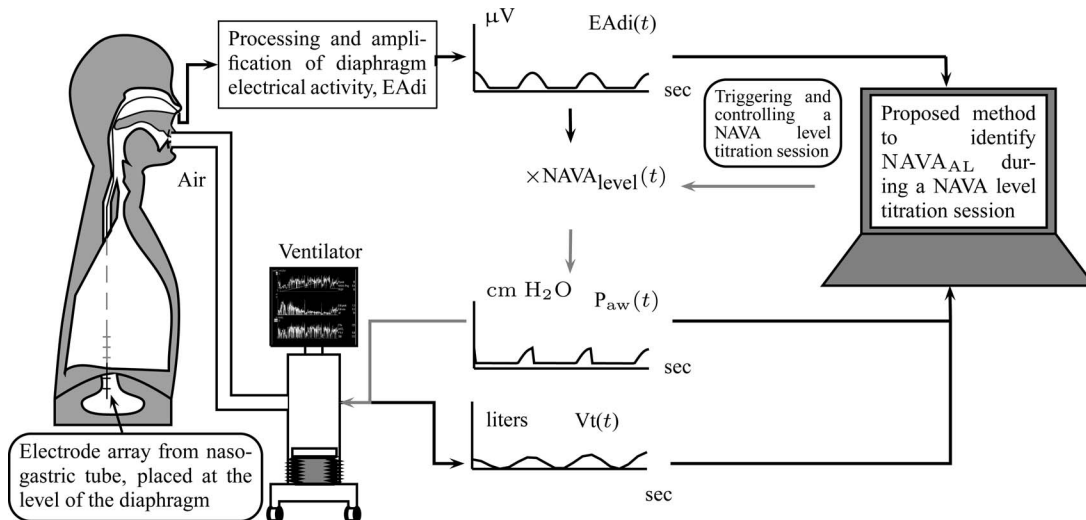 Processing and ampli-
fication of diaphragm
electrical activity, EAdi
μV
EAdi(t)
sec
Triggering and
controlling a
NAVA level
titration session
Proposed method
to identify
NAVA_AL dur-
ing a NAVA level
titration session
×NAVA_level(t)
Air
Ventilator
cm H₂O
P_aw(t)
sec
liters
Vt(t)
sec
Electrode array from naso-
gastric tube, placed at the
level of the diaphragm